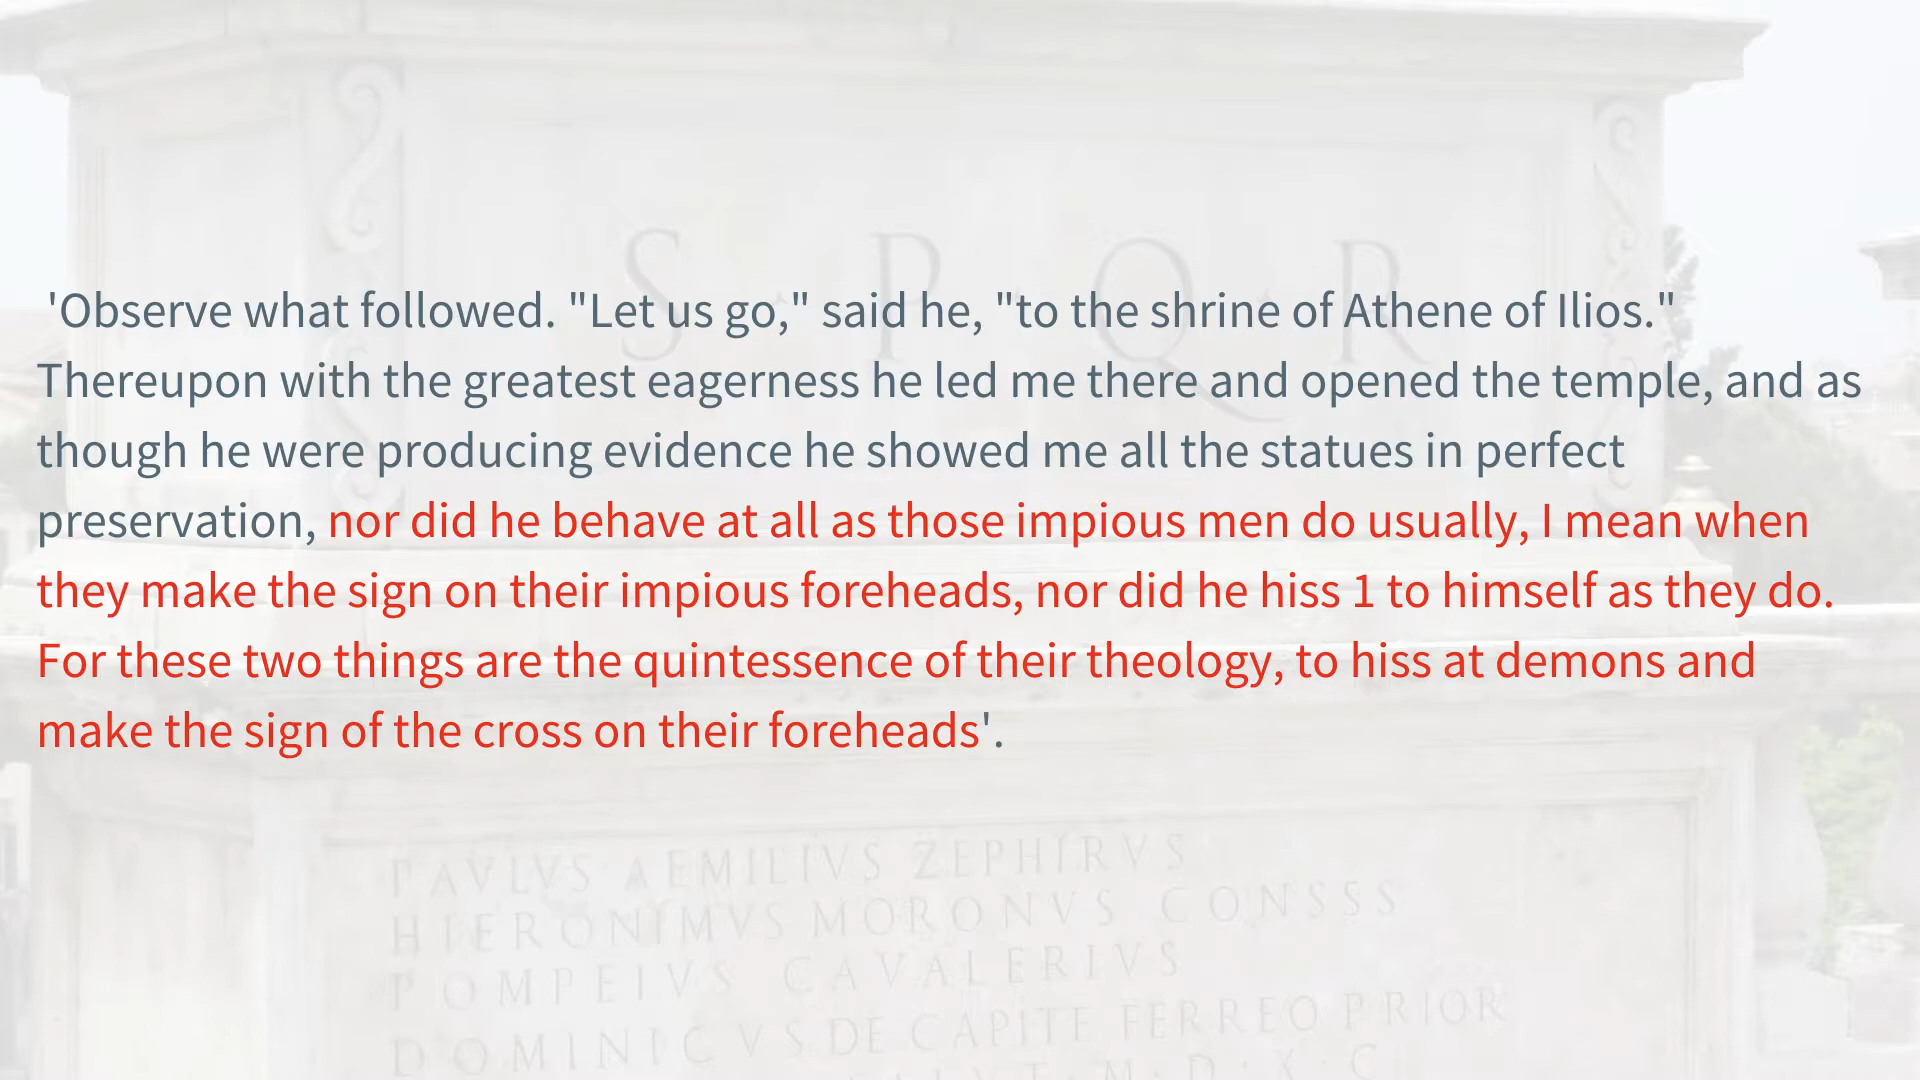 S P Q R
'Observe what followed. "Let us go," said he, "to the shrine of Athene of Ilios."
Thereupon with the greatest eagerness he led me there and opened the temple, and as
though he were producing evidence he showed me all the statues in perfect
preservation, nor did he behave at all as those impious men do usually, I mean when
they make the sign on their impious foreheads, nor did he hiss 1 to himself as they do.
For these two things are the quintessence of their theology, to hiss at demons and
make the sign of the cross on their foreheads'.
PAVLVS AEMILIVS ZEPHIRVS
HIERONIMVS MORONVS CONSSS
POMPEIVS CAVALERIVS
DOMINICVS DE CAPITE FERREO PRIOR